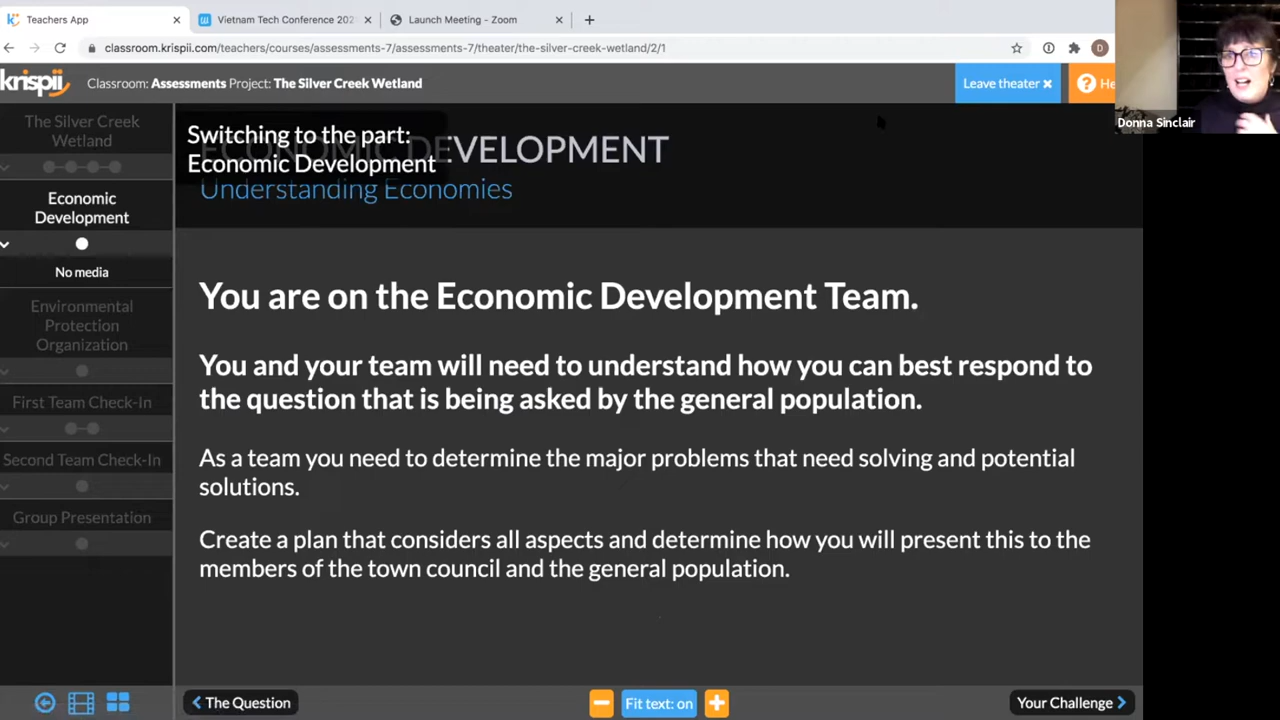 Teachers App
Vietnam Tech Conference 202
Launch Meeting - Zoom
classroom.krispii.com/teachers/courses/assessments-7/assessments-7/theater/the-silver-creek-wetland/2/1
D
krispii
Classroom: Assessments Project: The Silver Creek Wetland
Leave theater ×
? He
Donna Sinclair
The Silver Creek
Wetland
Economic
Development
No media
Environmental
Protection
Organization
First Team Check-In
Second Team Check-In
Group Presentation
Switching to the part:
Economic Development
ECONOMIC DEVELOPMENT
Understanding Economies
You are on the Economic Development Team.
You and your team will need to understand how you can best respond to
the question that is being asked by the general population.
As a team you need to determine the major problems that need solving and potential
solutions.
Create a plan that considers all aspects and determine how you will present this to the
members of the town council and the general population.
The Question
Fit text: on
Your Challenge